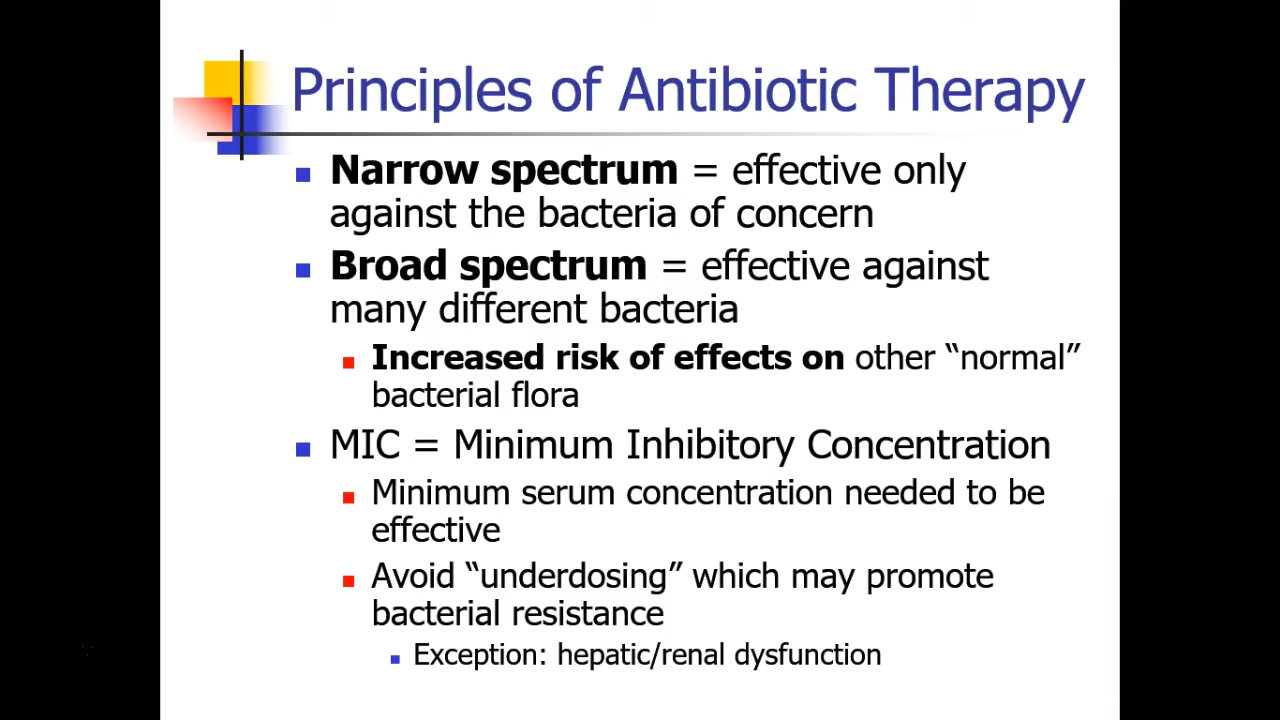 Principles of Antibiotic Therapy
Narrow spectrum = effective only
against the bacteria of concern
Broad spectrum = effective against
many different bacteria
Increased risk of effects on other “normal”
bacterial flora
MIC = Minimum Inhibitory Concentration
Minimum serum concentration needed to be
effective
Avoid “underdosing” which may promote
bacterial resistance
Exception: hepatic/renal dysfunction